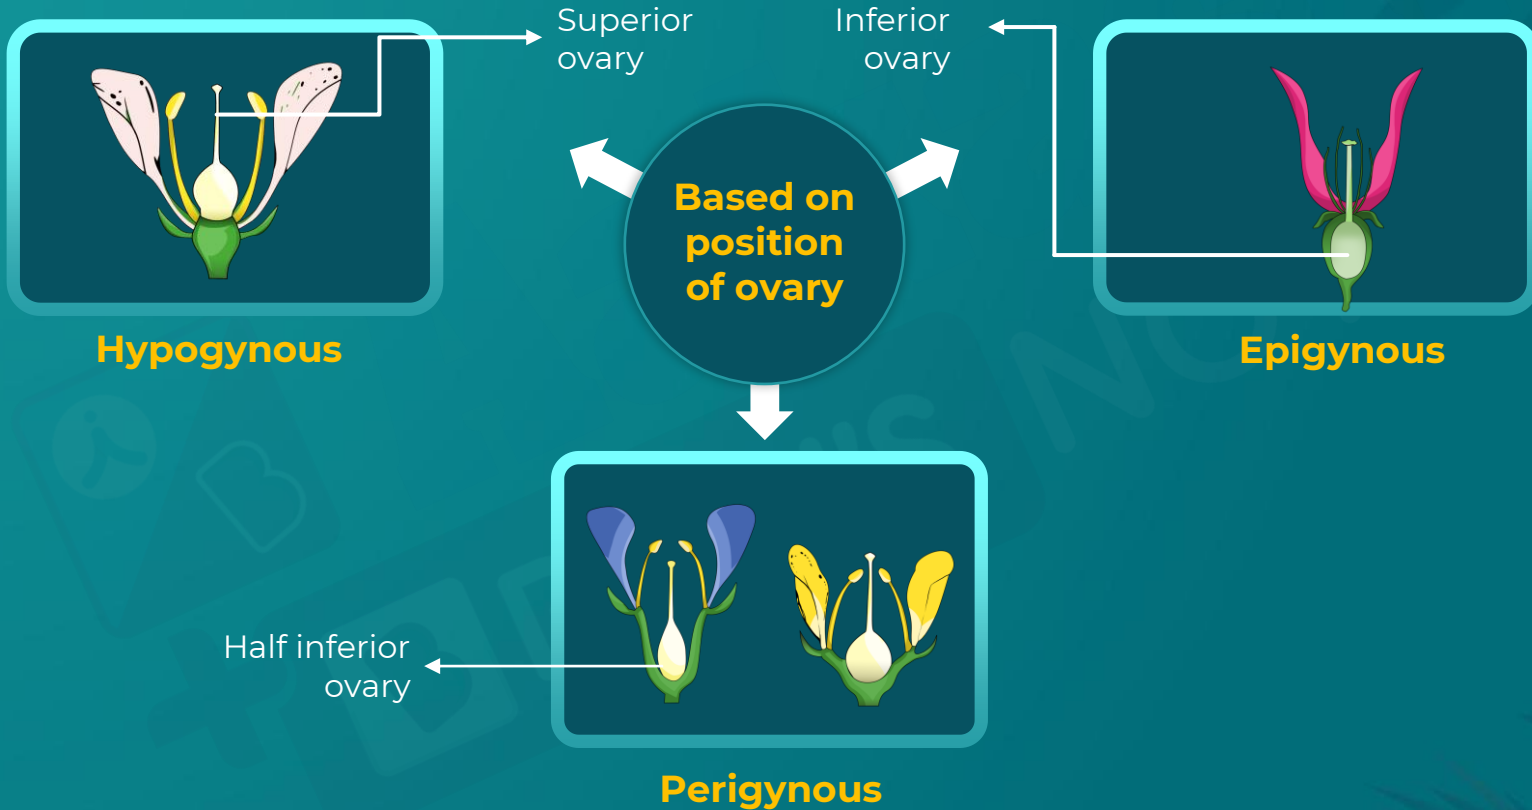 Superior
ovary
Inferior
ovary
Based on
position
of ovary
Hypogynous
Epigynous
Half inferior
ovary
Perigynous